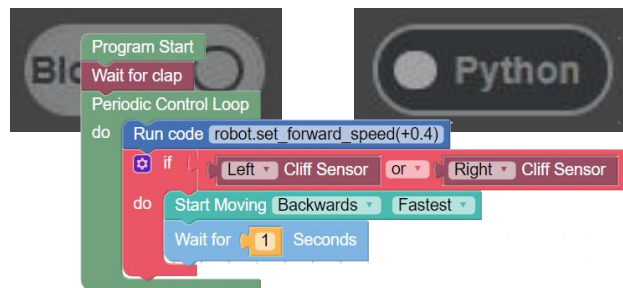 Program Start
Bloc
Python
Wait for clap
Periodic Control Loop
do Run code robot.set_forward_speed(+0.4)
if Left Cliff Sensor or Right Cliff Sensor
do Start Moving Backwards Fastest
Wait for 1 Seconds